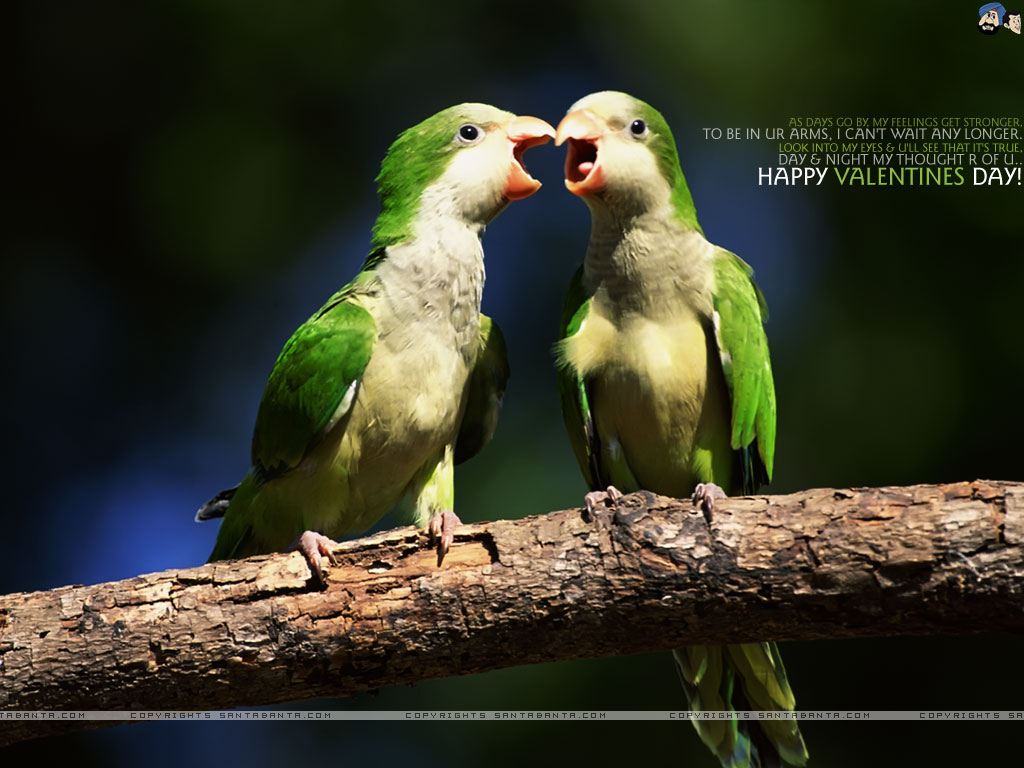 AS DAYS GO BY, MY FEELINGS GET STRONGER,
TO BE IN UR ARMS, I CAN'T WAIT ANY LONGER.
LOOK INTO MY EYES & U'LL SEE THAT IT'S TRUE,
DAY & NIGHT MY THOUGHT R OF U..
HAPPY VALENTINES DAY!
TABANTA.COM COPYRIGHTS SANTABANTA.COM COPYRIGHTS SANTABANTA.COM COPYRIGHTS SANTABANTA.COM COPYRIGHTS SANT